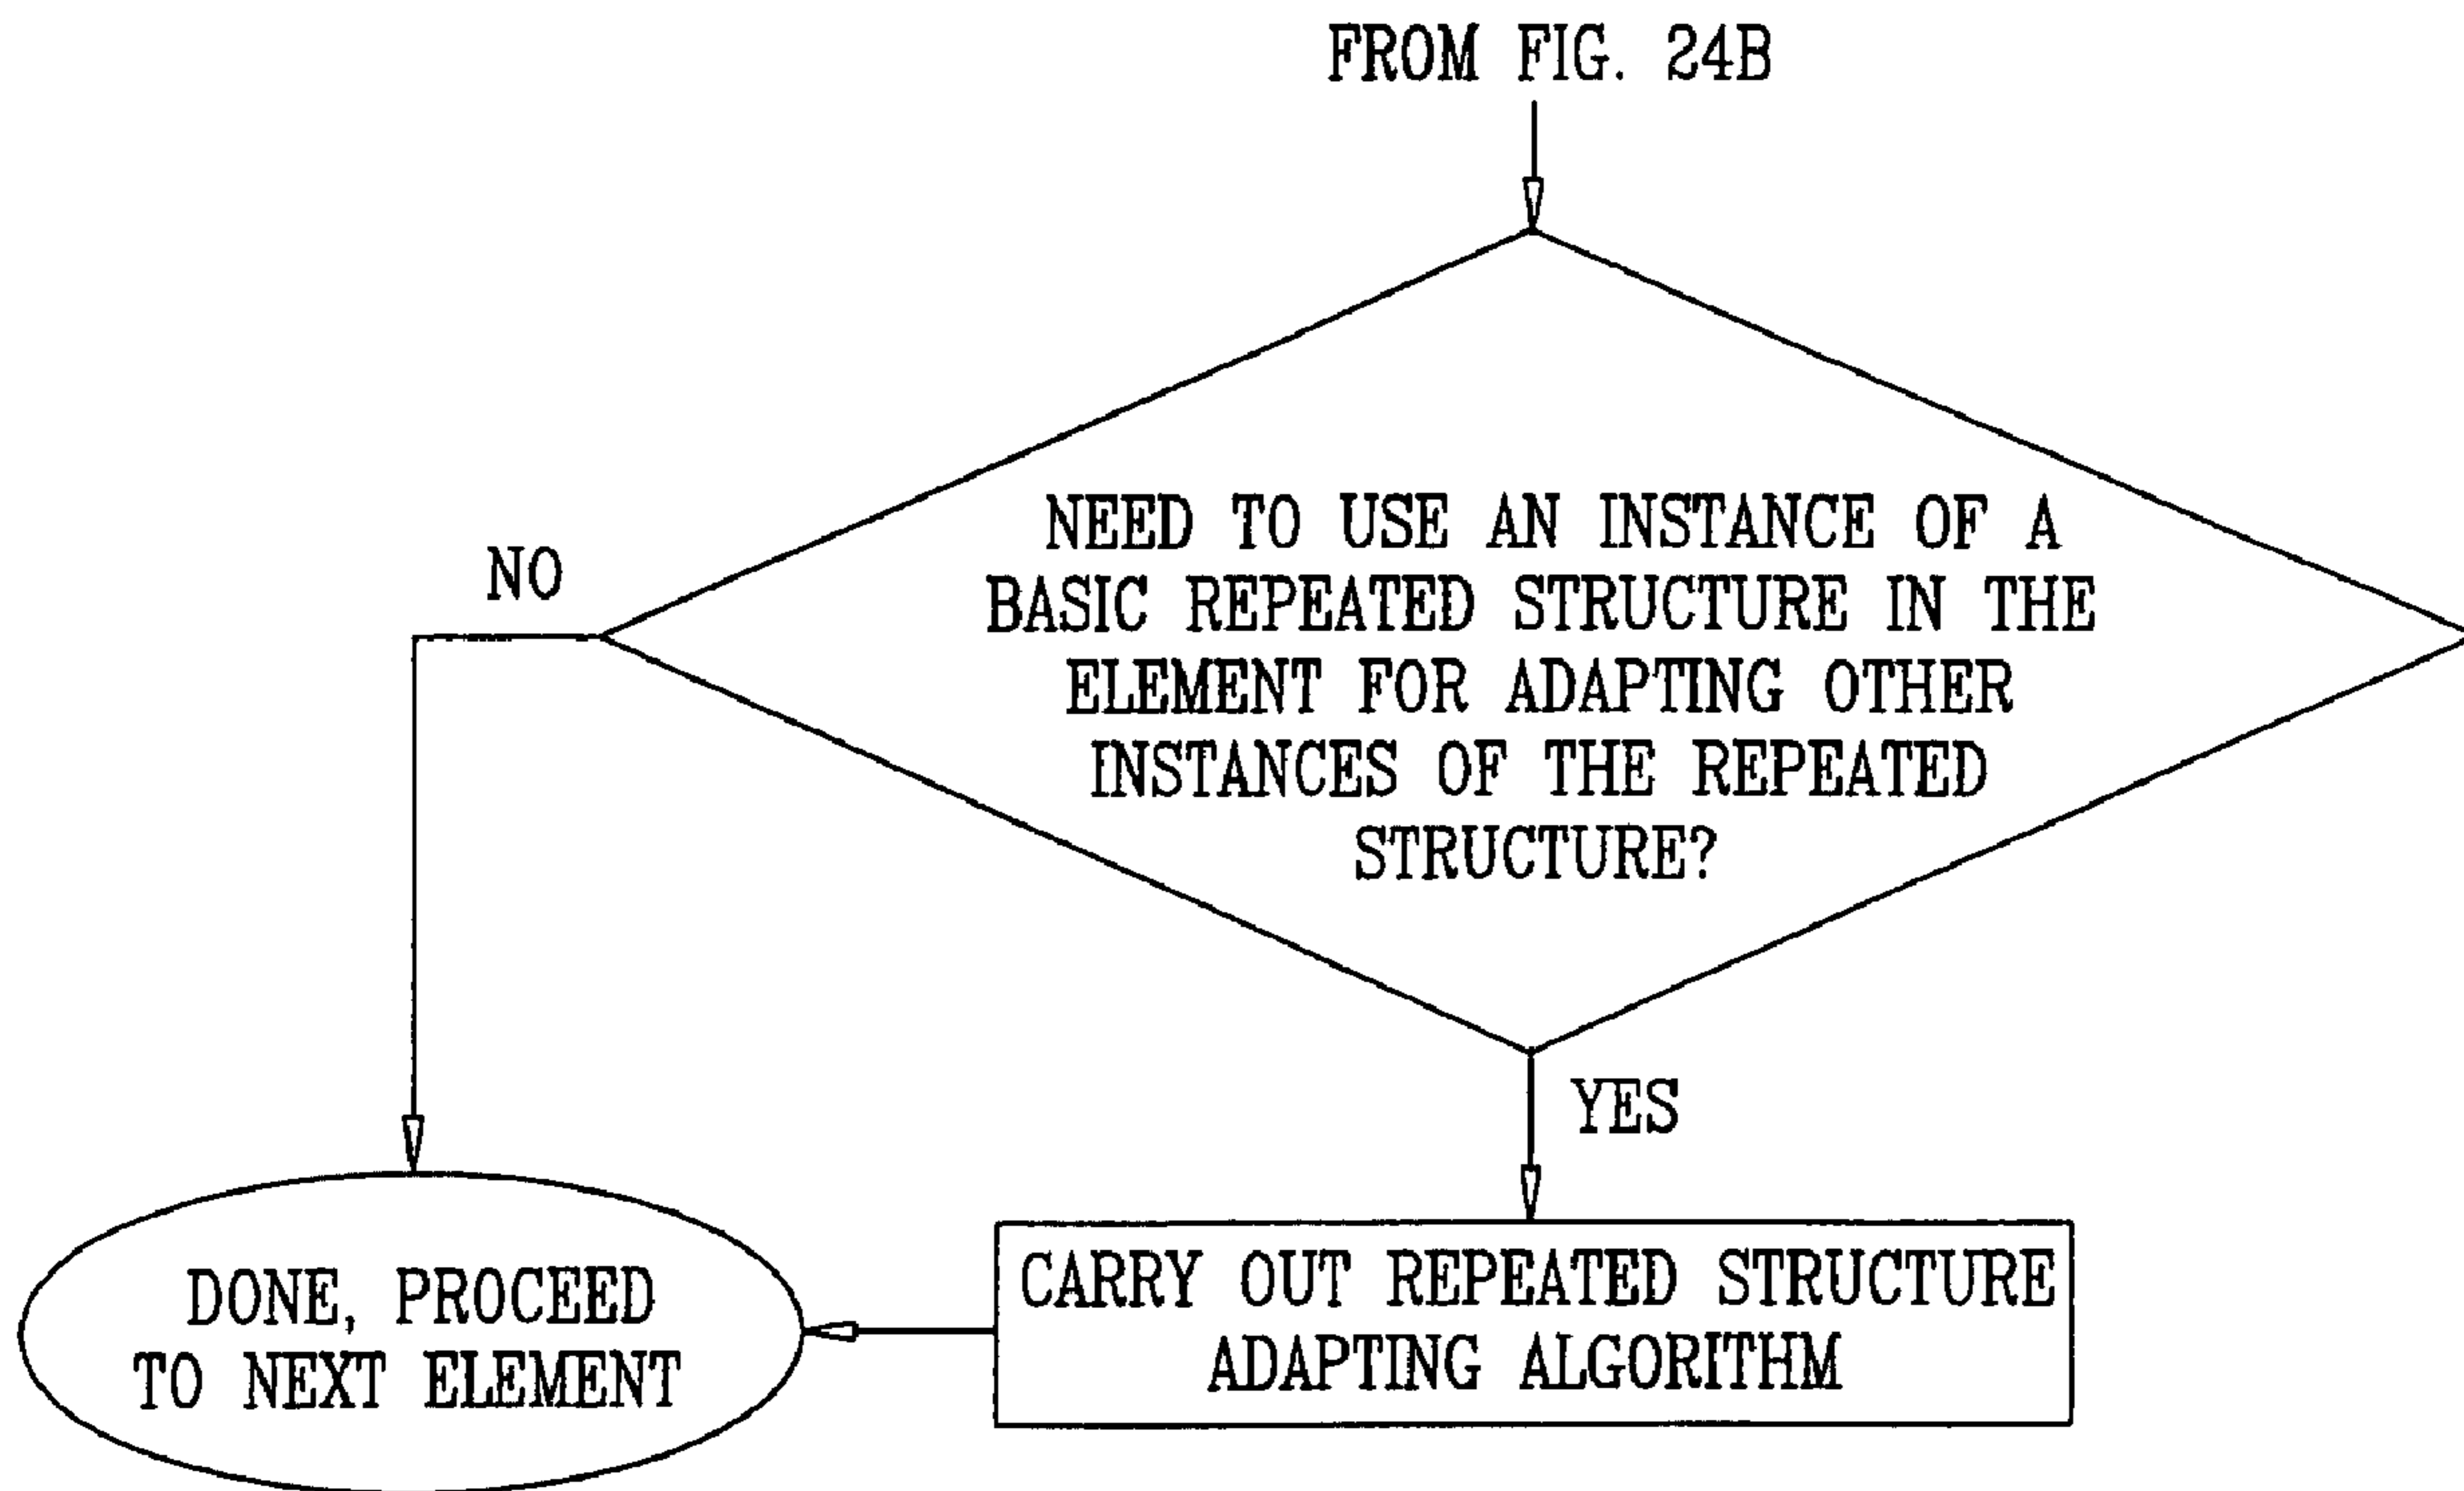 FROM FIG. 24B
NEED TO USE AN INSTANCE OF A
BASIC REPEATED STRUCTURE IN THE
ELEMENT FOR ADAPTING OTHER
INSTANCES OF THE REPEATED
STRUCTURE?
NO
YES
CARRY OUT REPEATED STRUCTURE
ADAPTING ALGORITHM
DONE, PROCEED
TO NEXT ELEMENT